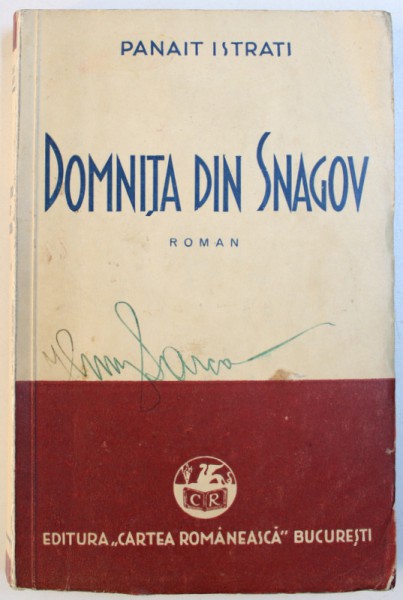 PANAIT ISTRATI
DOMNIȚA DIN SNAGOV
ROMAN
CR
EDITURA „CARTEA ROMÂNEASCĂ” BUCUREȘTI